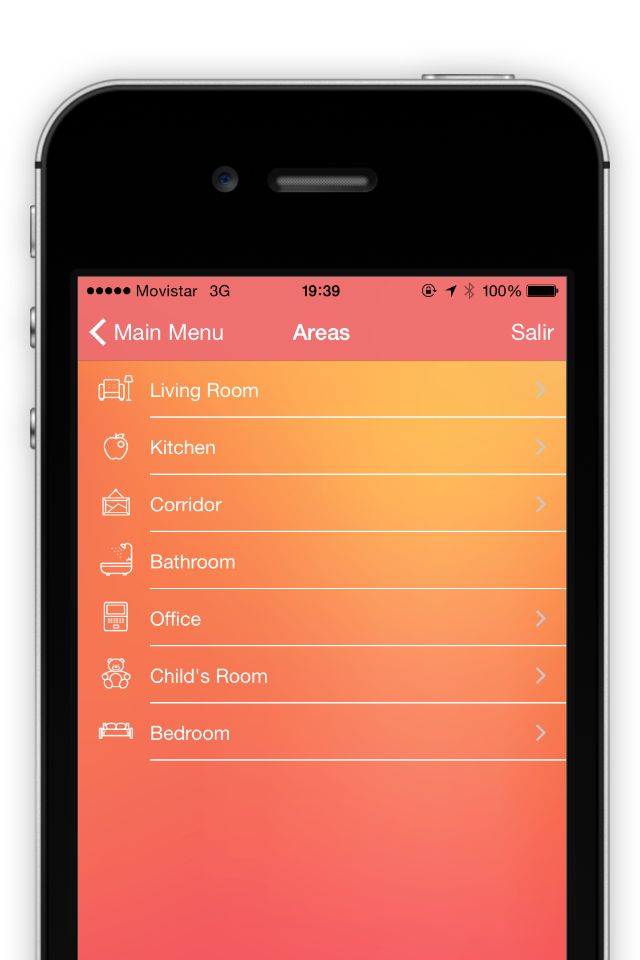 Movistar 3G 19:39 100%
Main Menu Areas Salir
Living Room
Kitchen
Corridor
Bathroom
Office
Child's Room
Bedroom